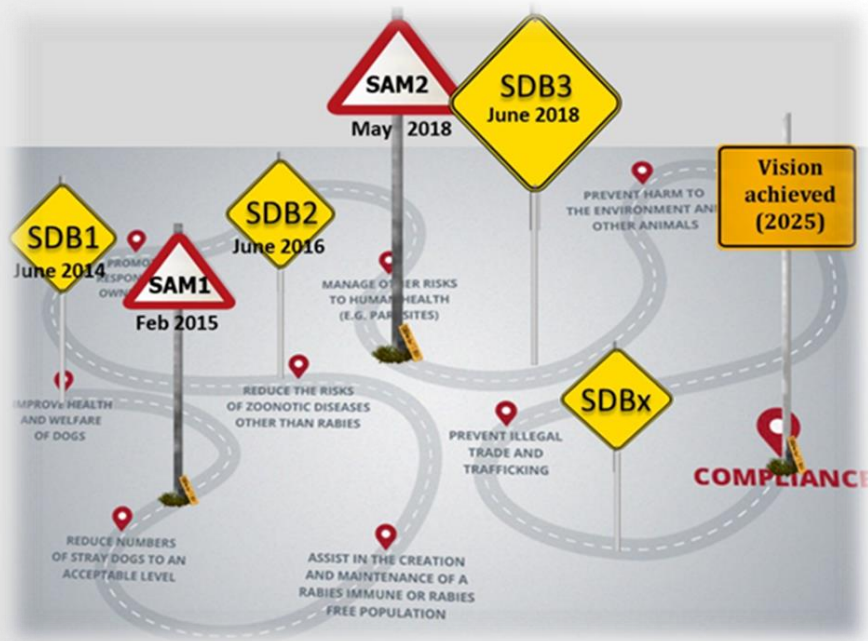 SAM2
May 2018
SDB3
June 2018
Vision
achieved
(2025)
PREVENT HARM TO
THE ENVIRONMENT AN
OTHER ANIMALS
SDB2
June 2016
SDB1
June 2014
PROMO
RESPON
OWN
SAM1
Feb 2015
MANAGE OTHER RISKS
TO HUMAN HEALTH
(E.G. PARASITES)
REDUCE THE RISKS
OF ZOONOTIC DISEASES
OTHER THAN RABIES
IMPROVE HEALTH
AND WELFARE
OF DOGS
SDBx
PREVENT ILLEGAL
TRADE AND
TRAFFICKING
COMPLIANCE
REDUCE NUMBERS
OF STRAY DOGS TO AN
ACCEPTABLE LEVEL
ASSIST IN THE CREATION
AND MAINTENANCE OF A
RABIES IMMUNE OR RABIES
FREE POPULATION